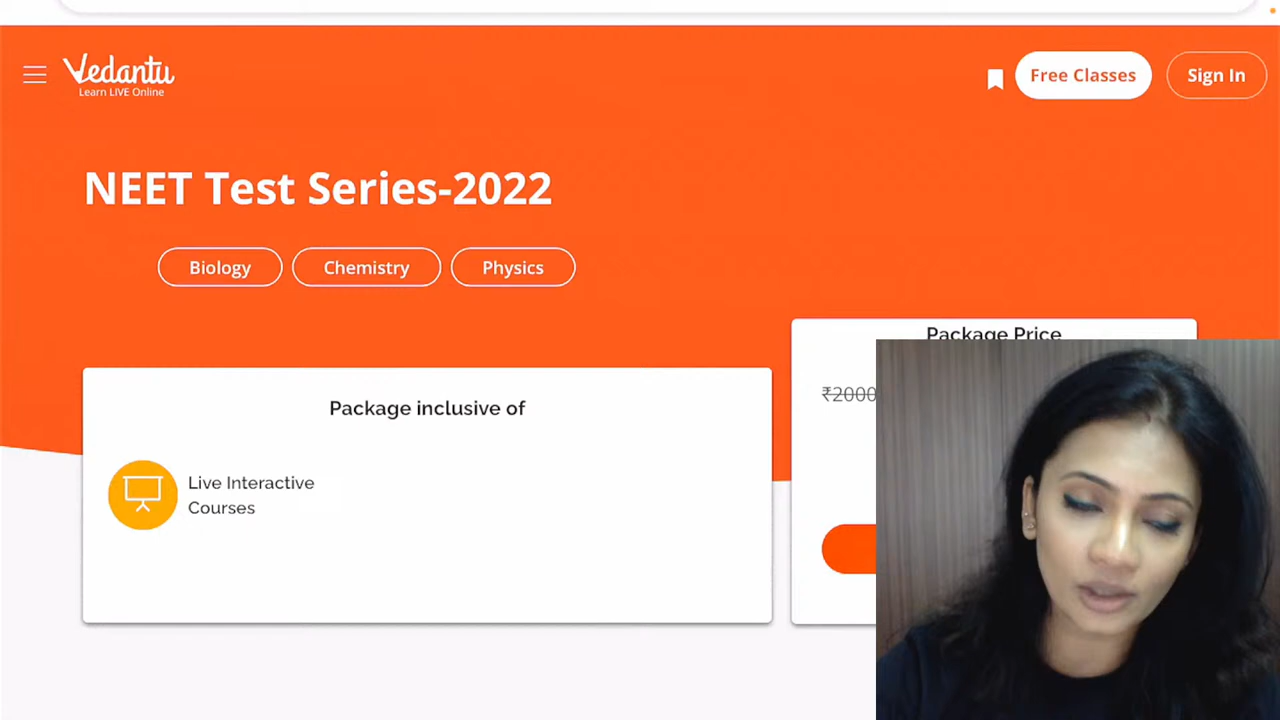 Vedantu
Learn LIVE Online
Free Classes
Sign In
NEET Test Series-2022
Biology
Chemistry
Physics
Package Price
₹2000
Package inclusive of
Live Interactive
Courses